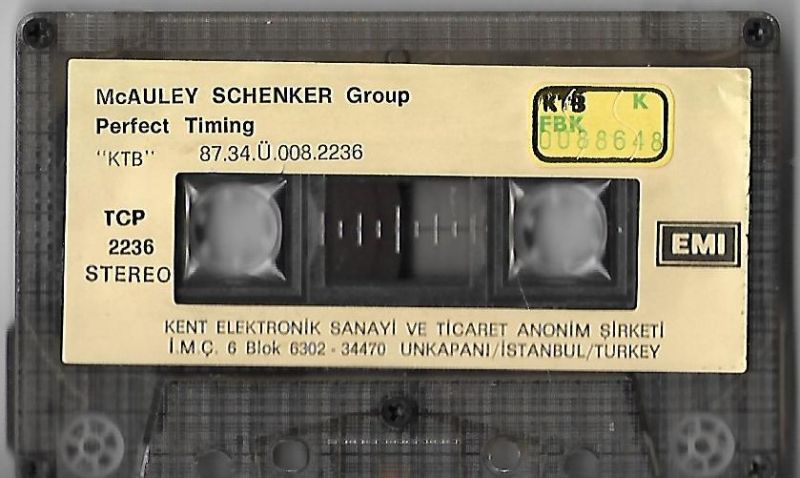 McAULEY SCHENKER Group
Perfect Timing
"KTB" 87.34.Ü.008.2236
KTB K
FBK
0088648
TCP
2236
STEREO
EMI
KENT ELEKTRONİK SANAYİ VE TİCARET ANONİM ŞİRKETİ
İ.M.Ç. 6 Blok 6302 - 34470 UNKAPANI/İSTANBUL/TURKEY